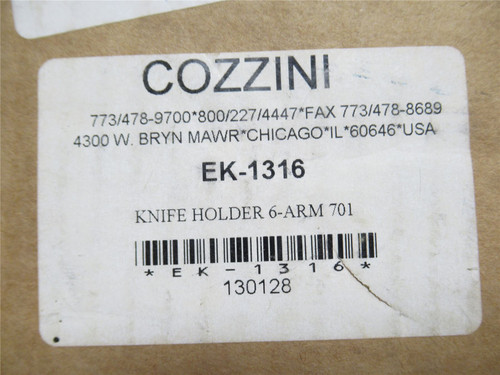 COZZINI
773/478-9700*800/227/4447*FAX 773/478-8689
4300 W. BRYN MAWR*CHICAGO*IL*60646*USA
EK-1316
KNIFE HOLDER 6-ARM 701
*EK-1316*
130128